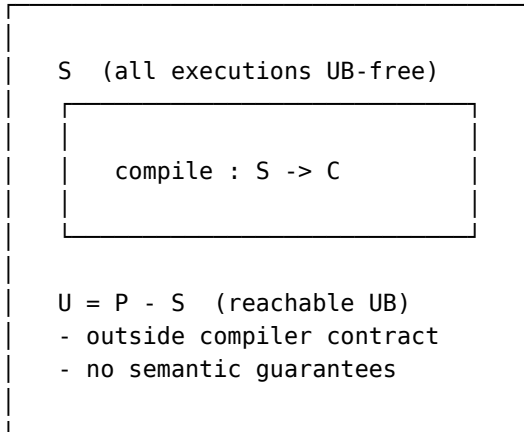 S  (all executions UB-free)
compile : S -> C
U = P - S  (reachable UB)
- outside compiler contract
- no semantic guarantees